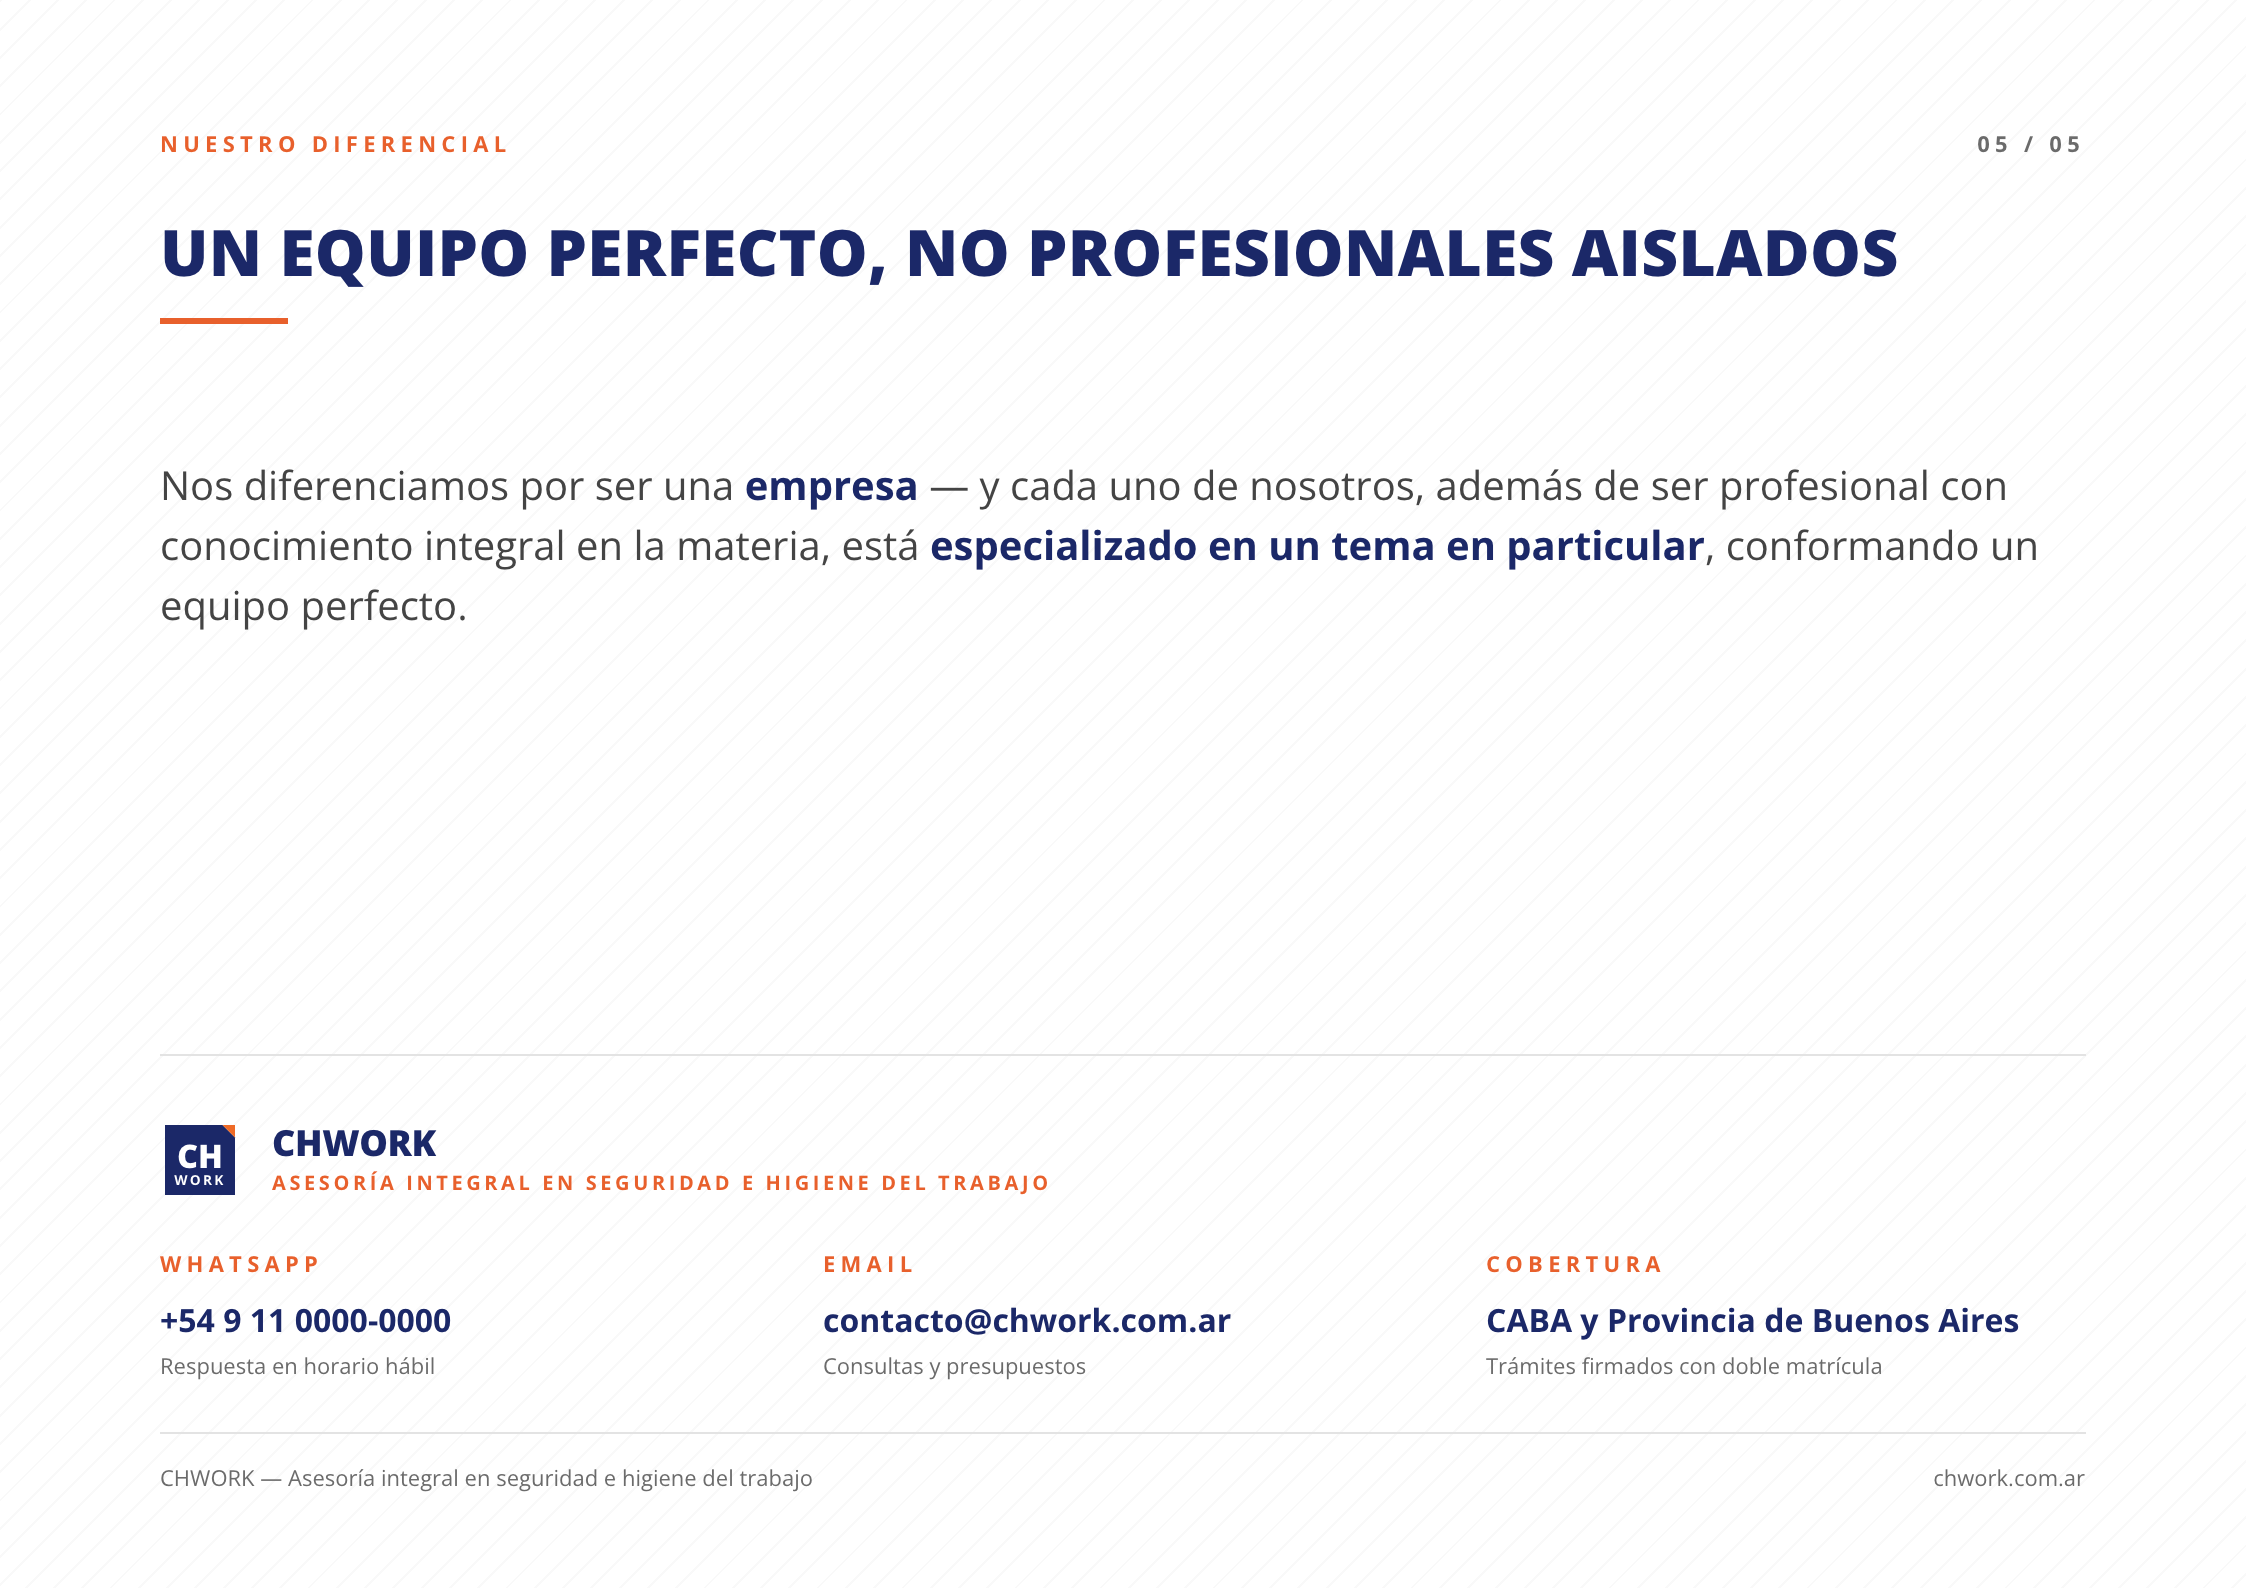 NUESTRO DIFERENCIAL
05 / 05
UN EQUIPO PERFECTO, NO PROFESIONALES AISLADOS
Nos diferenciamos por ser una empresa — y cada uno de nosotros, además de ser profesional con
conocimiento integral en la materia, está especializado en un tema en particular, conformando un
equipo perfecto.
CH
WORK
CHWORK
ASESORÍA INTEGRAL EN SEGURIDAD E HIGIENE DEL TRABAJO
WHATSAPP
+54 9 11 0000-0000
Respuesta en horario hábil
EMAIL
contacto@chwork.com.ar
Consultas y presupuestos
COBERTURA
CABA y Provincia de Buenos Aires
Trámites firmados con doble matrícula
CHWORK — Asesoría integral en seguridad e higiene del trabajo
chwork.com.ar